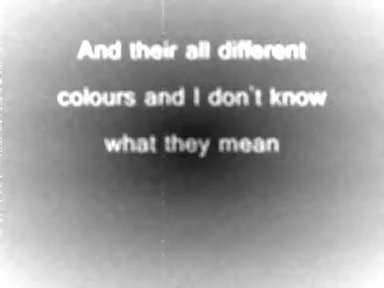 And their all different
colours and I don't know
what they mean